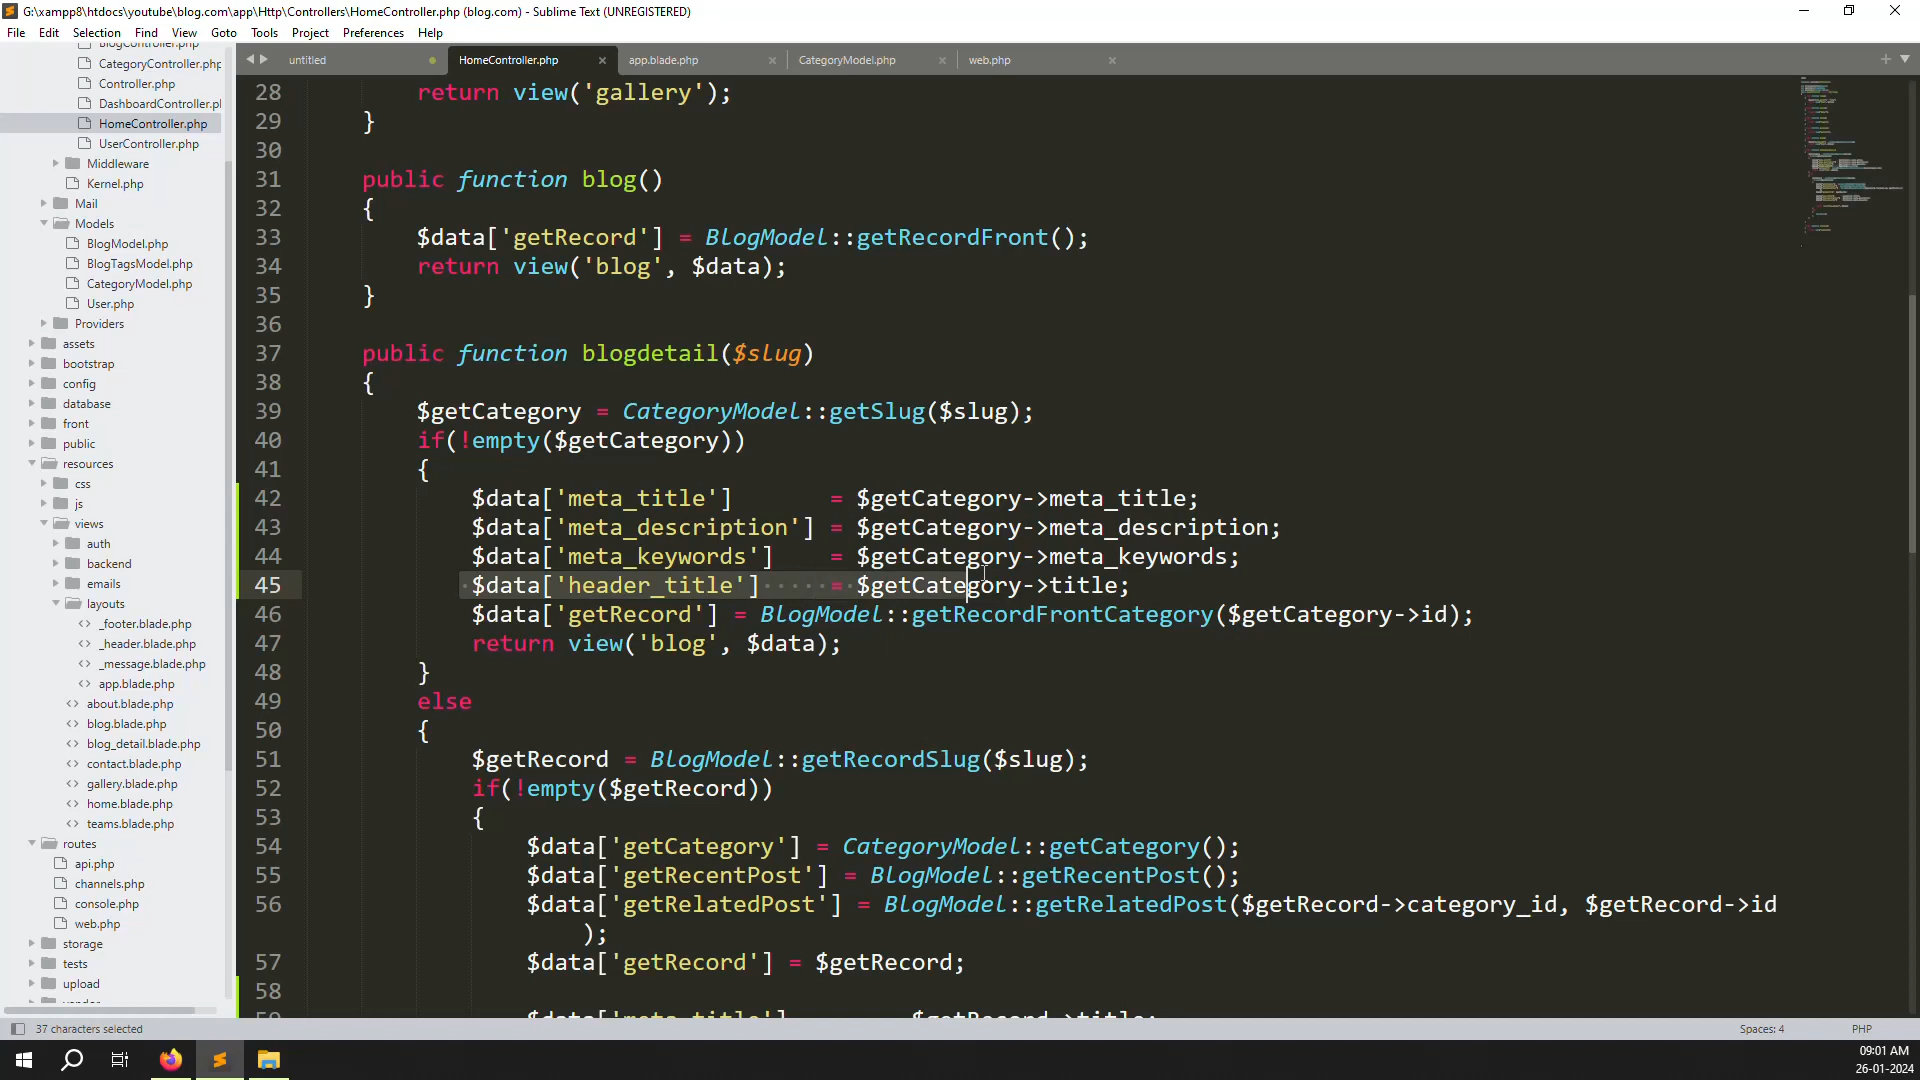 G:\xampp8\htdocs\youtube\blog.com\app\Http\Controllers\HomeController.php (blog.com) - Sublime Text (UNREGISTERED)
File Edit Selection Find View Goto Tools Project Preferences Help
untitled HomeController.php app.blade.php CategoryModel.php web.php
BlogController.php
CategoryController.php
Controller.php
DashboardController.pl
HomeController.php
UserController.php
Middleware
Kernel.php
Mail
Models
BlogModel.php
BlogTagsModel.php
CategoryModel.php
User.php
Providers
assets
bootstrap
config
database
front
public
resources
css
js
views
auth
backend
emails
layouts
_footer.blade.php
_header.blade.php
_message.blade.php
app.blade.php
about.blade.php
blog.blade.php
blog_detail.blade.php
contact.blade.php
gallery.blade.php
home.blade.php
teams.blade.php
routes
api.php
channels.php
console.php
web.php
storage
tests
upload
28 return view('gallery');
29 }
30
31 public function blog()
32 {
33 $data['getRecord'] = BlogModel::getRecordFront();
34 return view('blog', $data);
35 }
36
37 public function blogdetail($slug)
38 {
39 $getCategory = CategoryModel::getSlug($slug);
40 if(!empty($getCategory))
41 {
42 $data['meta_title'] = $getCategory->meta_title;
43 $data['meta_description'] = $getCategory->meta_description;
44 $data['meta_keywords'] = $getCategory->meta_keywords;
45 $data['header_title'] = $getCategory->title;
46 $data['getRecord'] = BlogModel::getRecordFrontCategory($getCategory->id);
47 return view('blog', $data);
48 }
49 else
50 {
51 $getRecord = BlogModel::getRecordSlug($slug);
52 if(!empty($getRecord))
53 {
54 $data['getCategory'] = CategoryModel::getCategory();
55 $data['getRecentPost'] = BlogModel::getRecentPost();
56 $data['getRelatedPost'] = BlogModel::getRelatedPost($getRecord->category_id, $getRecord->id
);
57 $data['getRecord'] = $getRecord;
58
59 $data['meta_title'] = $getRecord->title;
37 characters selected
Spaces: 4
PHP
09:01 AM
26-01-2024